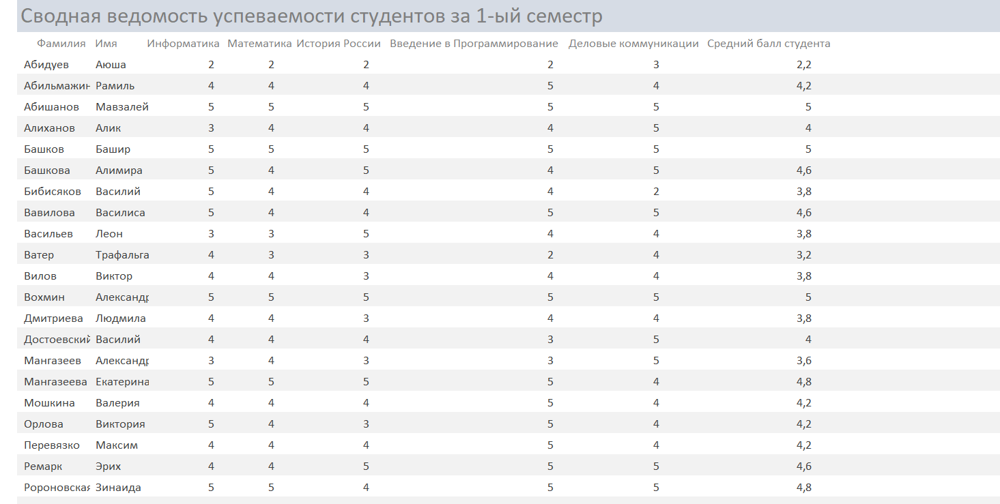 Сводная ведомость успеваемости студентов за 1-ый семестр
Фамилия Имя Информатика Математика История России Введение в Программирование Деловые коммуникации Средний балл студента
Абидуев Аюша 2 2 2 2 3 2,2
Абильмажин Рамиль 4 4 4 5 4 4,2
Абишанов Мавзалей 5 5 5 5 5 5
Алиханов Алик 3 4 4 4 5 4
Башков Башир 5 5 5 5 5 5
Башкова Алимира 5 4 5 4 5 4,6
Бибисяков Василий 5 4 4 4 2 3,8
Вавилова Василиса 5 4 4 5 5 4,6
Васильев Леон 3 3 5 4 4 3,8
Ватер Трафальга 4 3 3 2 4 3,2
Вилов Виктор 4 4 3 4 4 3,8
Вохмин Александр 5 5 5 5 5 5
Дмитриева Людмила 4 4 3 4 4 3,8
Достоевский Василий 4 4 4 3 5 4
Мангазеев Александр 3 4 3 3 5 3,6
Мангазеева Екатерина 5 5 5 5 4 4,8
Мошкина Валерия 4 4 4 5 4 4,2
Орлова Виктория 5 4 3 5 4 4,2
Перевязко Максим 4 4 4 5 4 4,2
Ремарк Эрих 4 4 5 5 5 4,6
Ророновская Зинаида 5 5 4 5 5 4,8